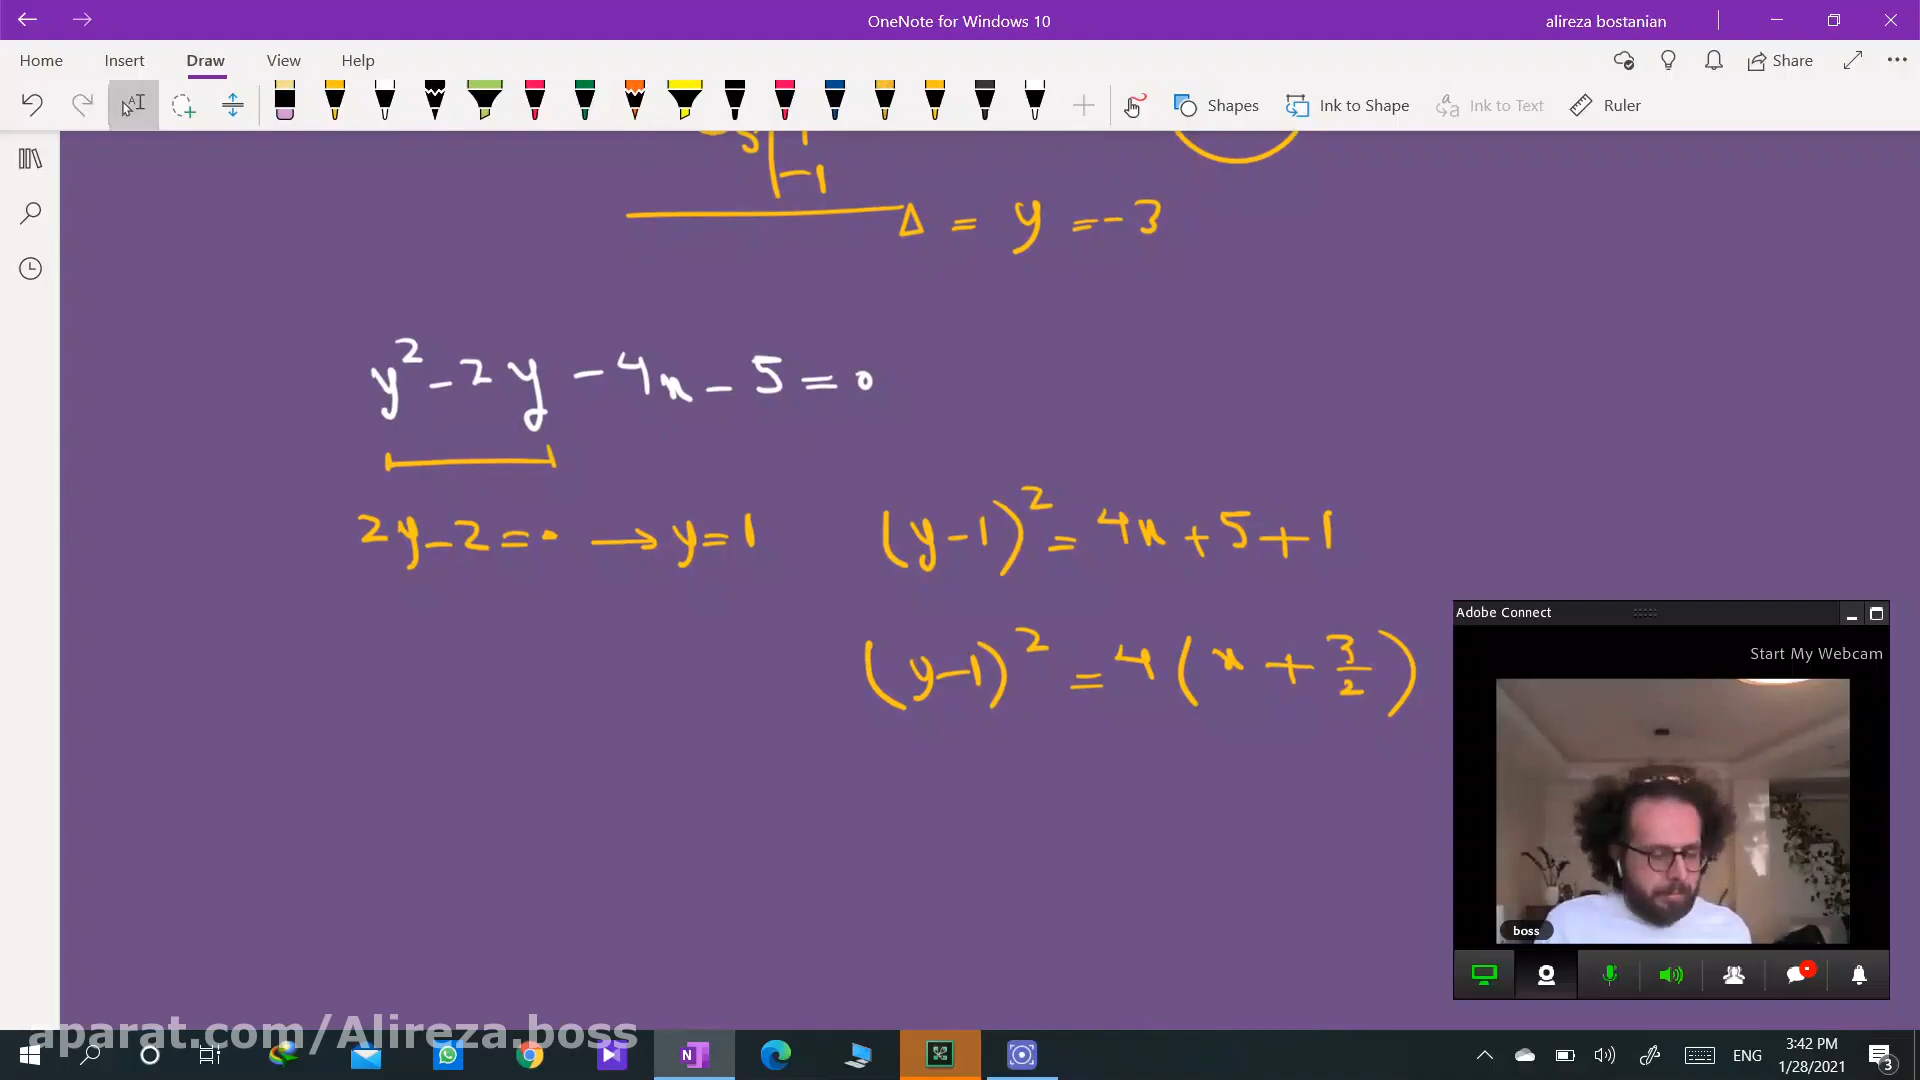 OneNote for Windows 10
alireza bostanian
Home Insert Draw View Help
Share
Shapes
Ink to Shape
Ink to Text
Ruler
-1
Δ = y = -3
y² - 2y - 4x - 5 = 0
2y - 2 = 0 → y = 1
(y-1)² = 4x + 5 + 1
(y-1)² = 4(x + 3/2)
Adobe Connect
Start My Webcam
boss
aparat.com/Alireza.boss
ENG
3:42 PM
1/28/2021
3